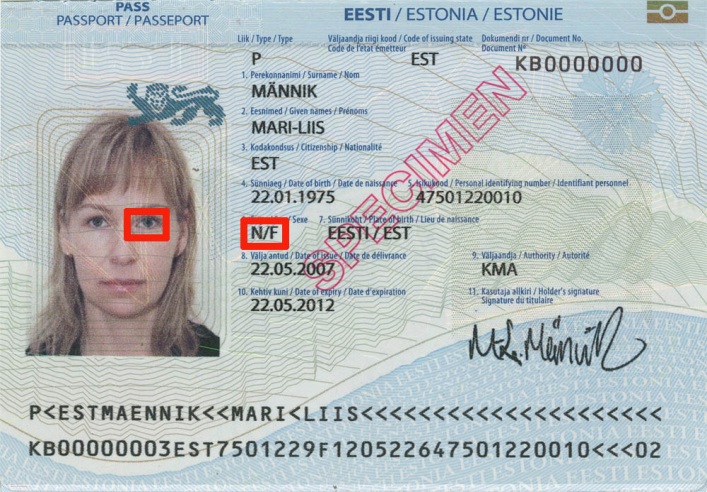 PASS
PASSPORT / PASSEPORT
EESTI / ESTONIA / ESTONIE
Liik / Type / Type
Väljaandja riigi kood / Code of issuing state
Code de l'état émetteur
Dokumendi nr / Document No.
Document Nº
P
EST
KB0000000
1. Perekonnanimi / Surname / Nom
MÄNNIK
2. Eesnimed / Given names / Prénoms
MARI-LIIS
3. Kodakondsus / Citizenship / Nationalité
EST
4. Sünniaeg / Date of birth / Date de naissance
5. Isikukood / Personal identifying number / Identifiant personnel
22.01.1975
47501220010
/ Sexe
7. Sünnikoht / Place of birth / Lieu de naissance
N/F
EESTI / EST
8. Välja antud / Date of issue / Date de délivrance
9. Väljaandja / Authority / Autorité
22.05.2007
KMA
10. Kehtiv kuni / Date of expiry / Date d'expiration
11. Kasutaja allkiri / Holder's signature
Signature du titulaire
22.05.2012
SPECIMEN
P<ESTMAENNIK<<MARI<LIIS<<<<<<<<<<<<<<<<<<<<<
KB00000003EST7501229F1205226475012200​10<<<02